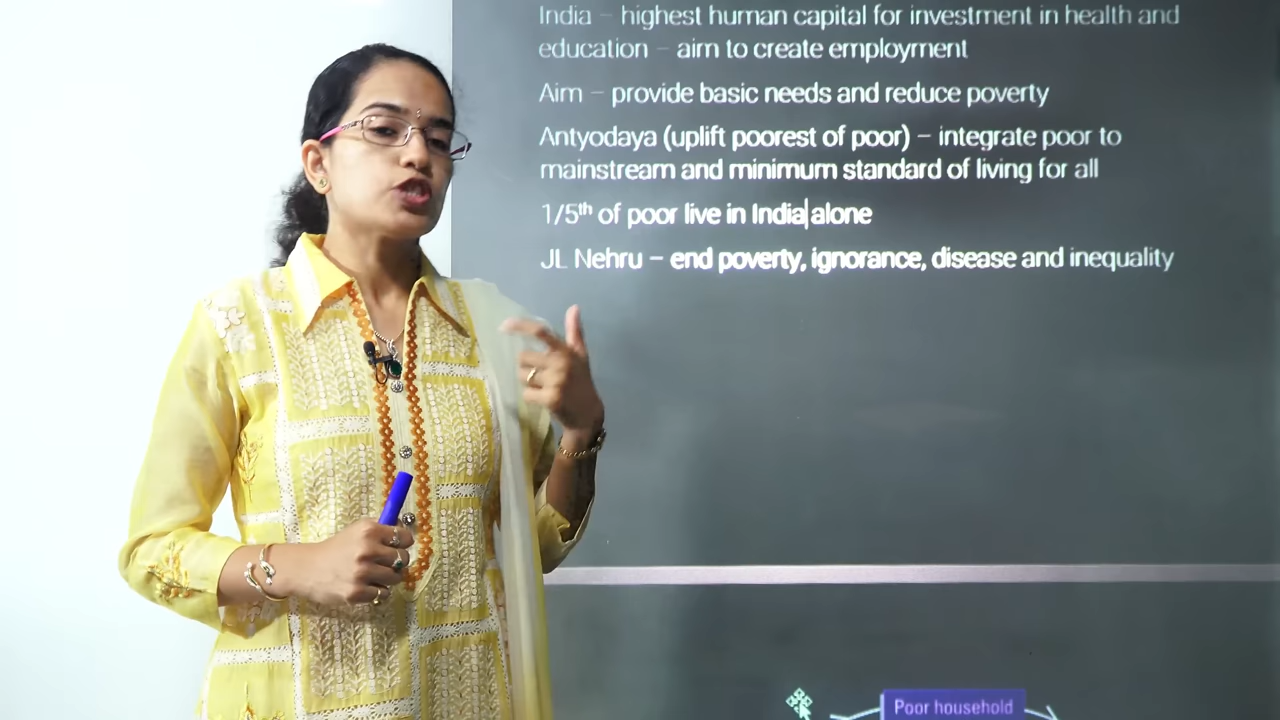 India – highest human capital for investment in health and
education – aim to create employment
Aim – provide basic needs and reduce poverty
Antyodaya (uplift poorest of poor) – integrate poor to
mainstream and minimum standard of living for all
1/5th of poor live in India alone
JL Nehru – end poverty, ignorance, disease and inequality
Poor household